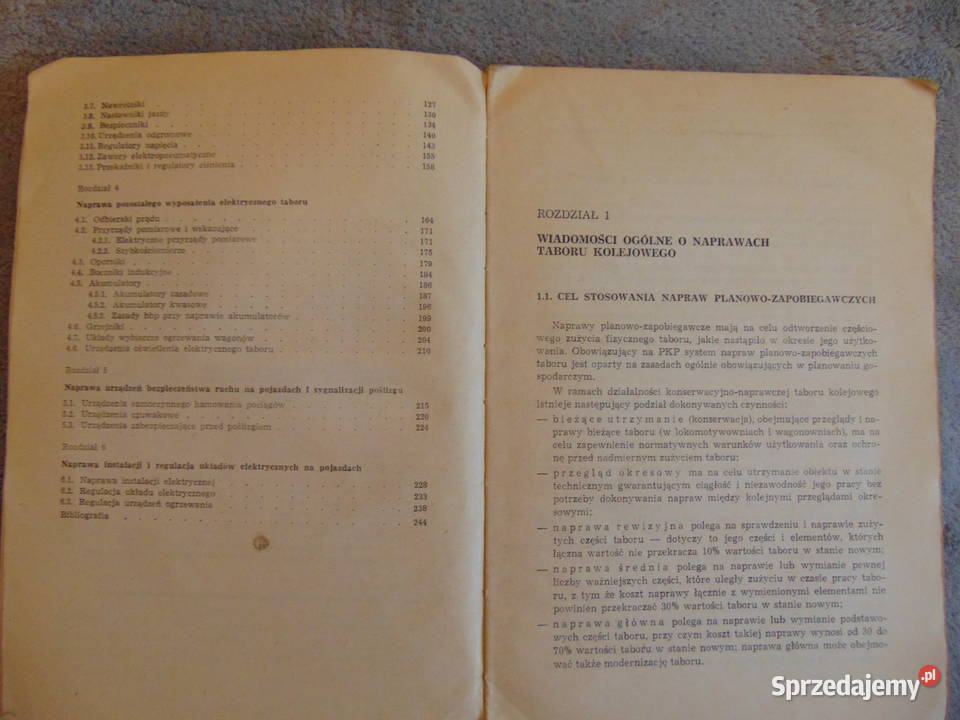 3.7. Nawrotniki 127
3.8. Nastawniki jazdy 130
3.9. Bezpieczniki 134
3.10. Urządzenia odgromowe 140
3.11. Regulatory napięcia 143
3.12. Zawory elektropneumatyczne 155
3.13. Przekaźniki i regulatory ciśnienia 158
Rozdział 4
Naprawa pozostałego wyposażenia elektrycznego taboru
4.1. Odbieraki prądu 164
4.2. Przyrządy pomiarowe i wskazujące 171
4.2.1. Elektryczne przyrządy pomiarowe 171
4.2.2. Szybkościomierze 175
4.3. Oporniki 179
4.4. Boczniki indukcyjne 184
4.5. Akumulatory 186
4.5.1. Akumulatory zasadowe 187
4.5.2. Akumulatory kwasowe 196
4.5.3. Zasady bhp przy naprawie akumulatorów 199
4.6. Grzejniki 200
4.7. Układy wybiorcze ogrzewania wagonów 204
4.8. Urządzenia oświetlenia elektrycznego taboru 210
Rozdział 5
Naprawa urządzeń bezpieczeństwa ruchu na pojazdach i sygnalizacji poślizgu
5.1. Urządzenia samoczynnego hamowania pociągów 215
5.2. Urządzenia czuwakowe 220
5.3. Urządzenia zabezpieczające przed poślizgiem 224
Rozdział 6
Naprawa instalacji i regulacja układów elektrycznych na pojazdach
6.1. Naprawa instalacji elektrycznej 228
6.2. Regulacja układu elektrycznego 233
6.3. Regulacja urządzeń ogrzewania 238
Bibliografia 244
ROZDZIAŁ 1
WIADOMOŚCI OGÓLNE O NAPRAWACH
TABORU KOLEJOWEGO
1.1. CEL STOSOWANIA NAPRAW PLANOWO-ZAPOBIEGAWCZYCH
Naprawy planowo-zapobiegawcze mają na celu odtworzenie częścio-
wego zużycia fizycznego taboru, jakie nastąpiło w okresie jego użytko-
wania. Obowiązujący na PKP system napraw planowo-zapobiegawczych
taboru jest oparty na zasadach ogólnie obowiązujących w planowaniu go-
spodarczym.
W ramach działalności konserwacyjno-naprawczej taboru kolejowego
istnieje następujący podział dokonywanych czynności:
— bieżące utrzymanie (konserwacja), obejmujące przeglądy i na-
prawy bieżące taboru (w lokomotywowniach i wagonowniach), ma na
celu zapewnienie normatywnych warunków użytkowania oraz ochro-
nę przed nadmiernym zużyciem taboru;
— przegląd okresowy ma na celu utrzymanie obiektu w stanie
technicznym gwarantującym ciągłość i niezawodność jego pracy bez
potrzeby dokonywania napraw między kolejnymi przeglądami okre-
sowymi;
— naprawa rewizyjna polega na sprawdzeniu i naprawie zuży-
tych części taboru — dotyczy to jego części i elementów, których
łączna wartość nie przekracza 10% wartości taboru w stanie nowym;
— naprawa średnia polega na naprawie lub wymianie pewnej
liczby ważniejszych części, które uległy zużyciu w czasie pracy tabo-
ru, z tym że koszt naprawy łącznie z wymienionymi elementami nie
powinien przekraczać 30% wartości taboru w stanie nowym;
— naprawa główna polega na naprawie lub wymianie podstawo-
wych części taboru, przy czym koszt takiej naprawy wynosi od 30 do
70% wartości taboru w stanie nowym; naprawa główna może obejmo-
wać także modernizację taboru.
Sprzedajemy.pl